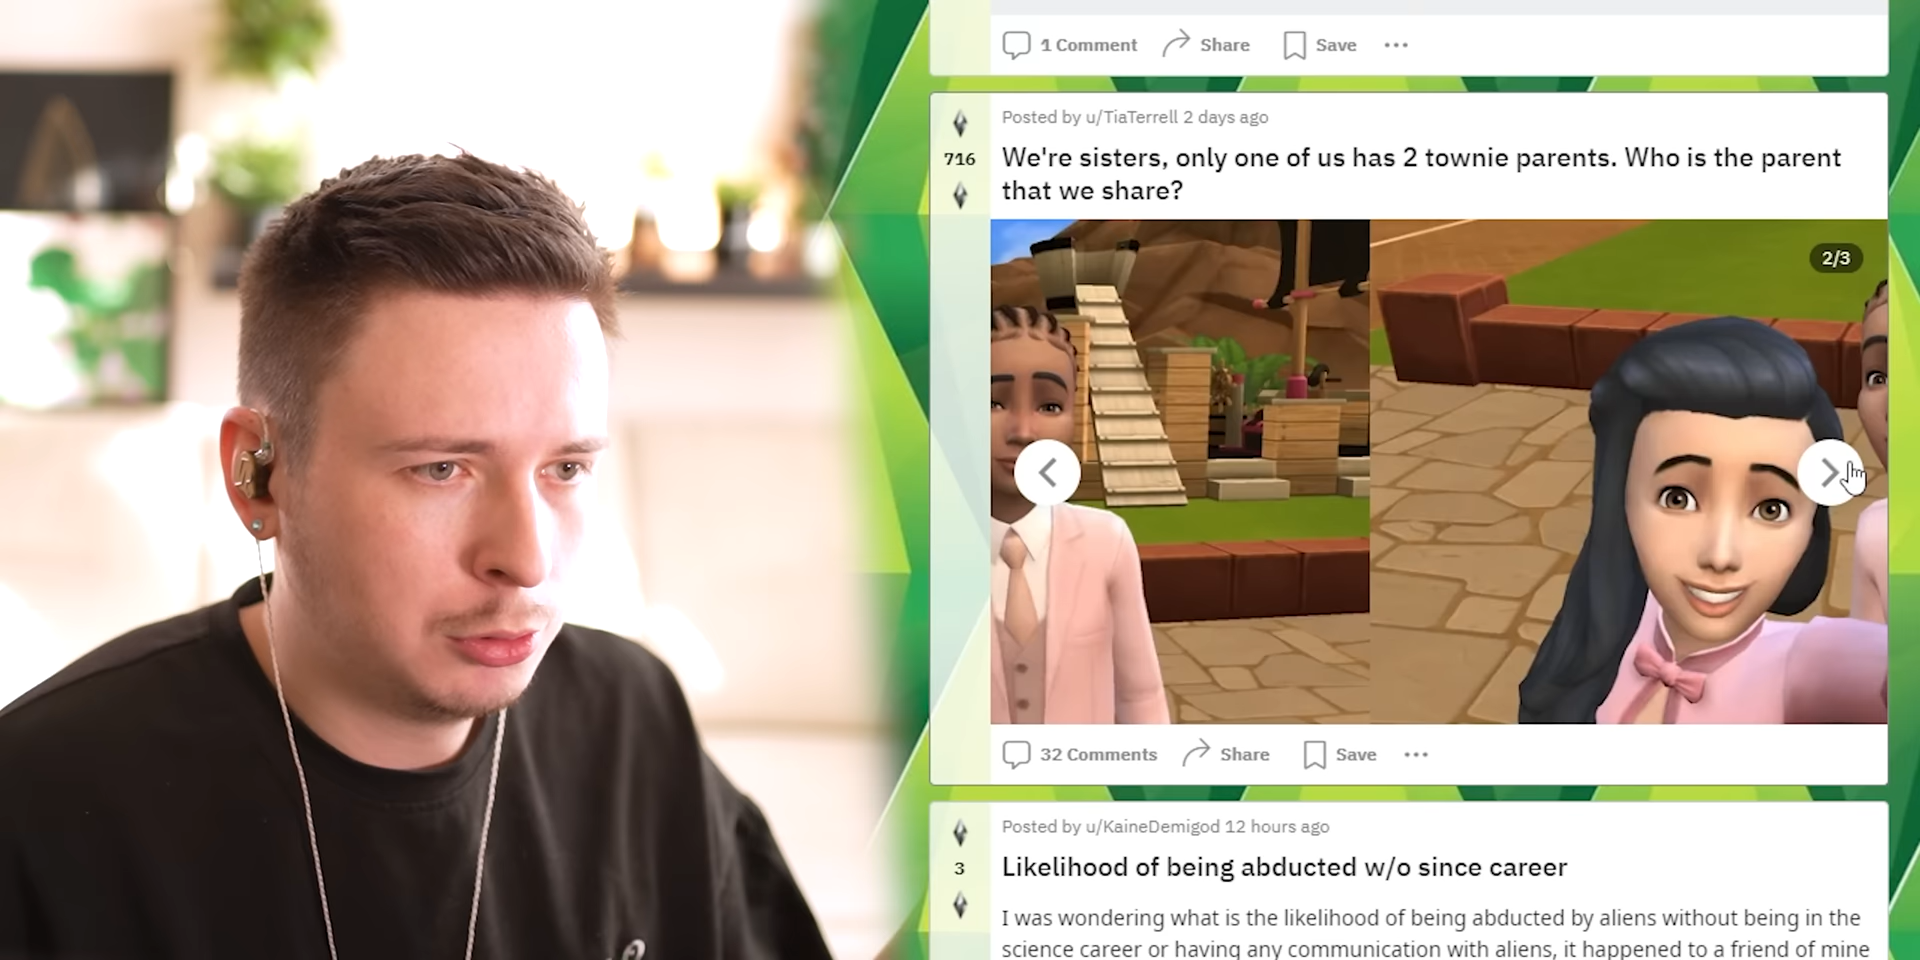 1 Comment Share Save
Posted by u/TiaTerrell 2 days ago
716
We're sisters, only one of us has 2 townie parents. Who is the parent
that we share?
2/3
32 Comments Share Save
Posted by u/KaineDemigod 12 hours ago
3
Likelihood of being abducted w/o since career
I was wondering what is the likelihood of being abducted by aliens without being in the
science career or having any communication with aliens, it happened to a friend of mine